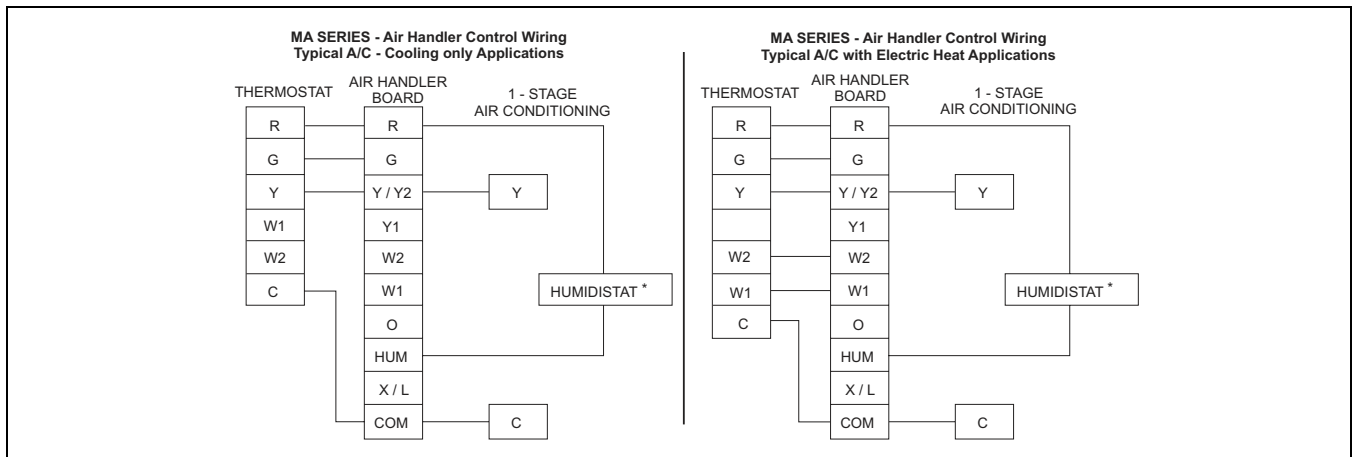 MA SERIES - Air Handler Control Wiring
Typical A/C - Cooling only Applications
THERMOSTAT
AIR HANDLER
BOARD
1 - STAGE
AIR CONDITIONING
R
G
Y
W1
W2
C
R
G
Y / Y2
Y1
W2
W1
O
HUM
X / L
COM
Y
HUMIDISTAT *
C
MA SERIES - Air Handler Control Wiring
Typical A/C with Electric Heat Applications
THERMOSTAT
AIR HANDLER
BOARD
1 - STAGE
AIR CONDITIONING
R
G
Y
W2
W1
C
R
G
Y / Y2
Y1
W2
W1
O
HUM
X / L
COM
Y
HUMIDISTAT *
C